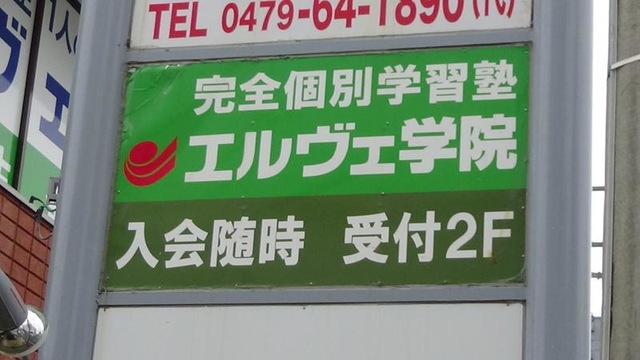 TEL 0479-64-1890(代)
完全個別学習塾
エルヴェ学院
入会随時 受付2F